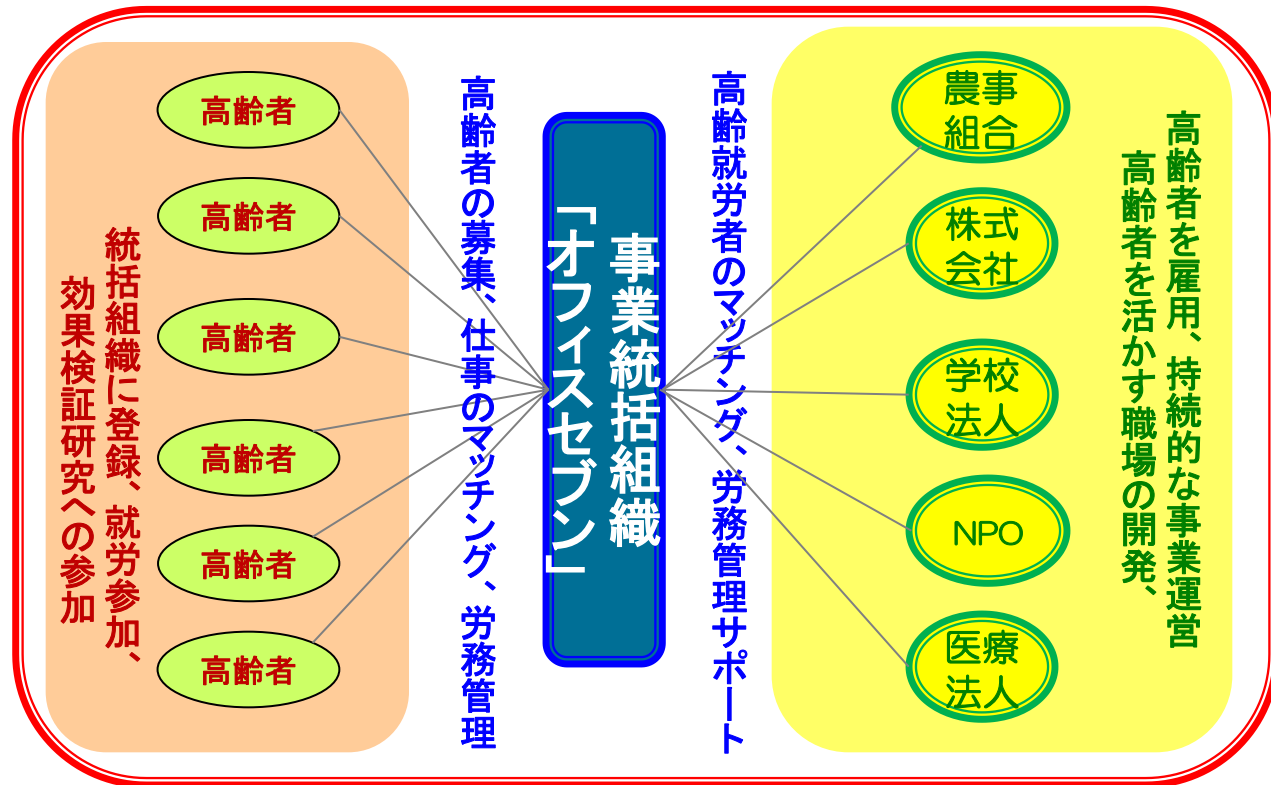 統括組織に登録、就労参加、
効果検証研究への参加
高齢者
高齢者
高齢者
高齢者
高齢者
高齢者
高齢者の募集、仕事のマッチング、労務管理
事業統括組織
「オフィスセブン」
高齢就労者のマッチング、労務管理サポート
農事
組合
株式
会社
学校
法人
NPO
医療
法人
高齢者を雇用、持続的な事業運営
高齢者を活かす職場の開発、